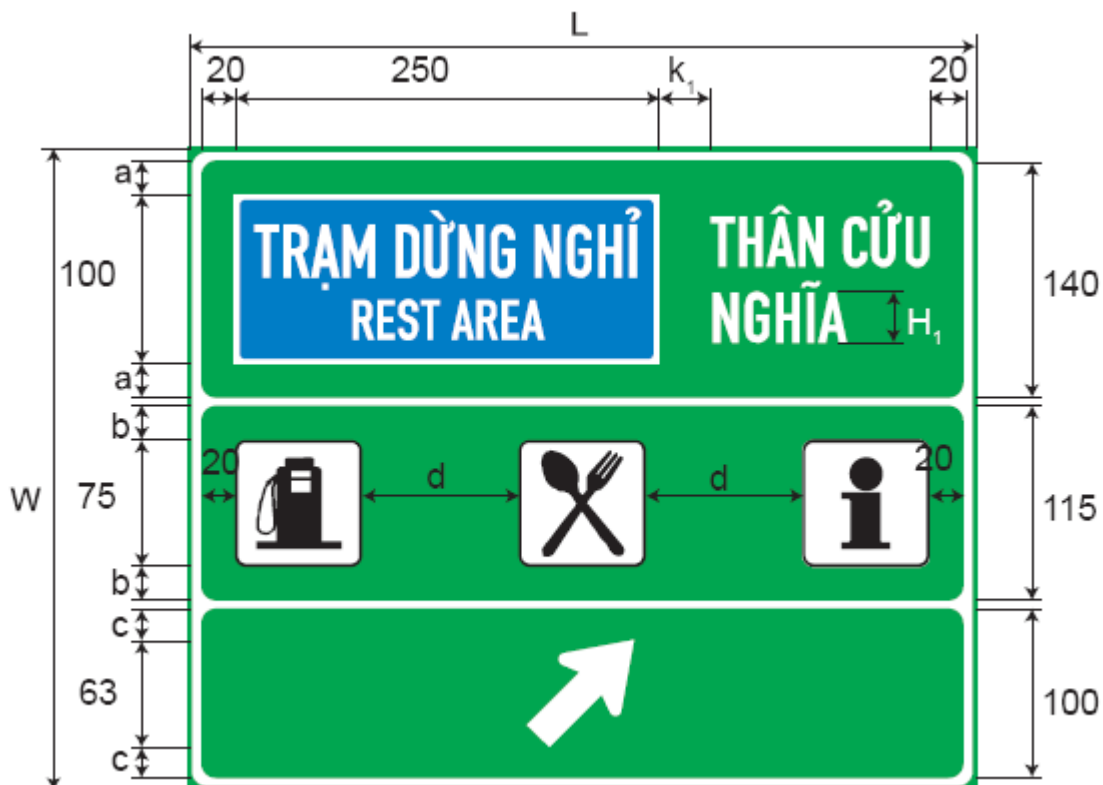 L
20 250 k₁ 20
W
a
100
a
140
TRẠM DỪNG NGHỈ
REST AREA
THÂN CỬU
NGHĨA
H₁
b
75
b
20 d d 20
115
c
63
c
100